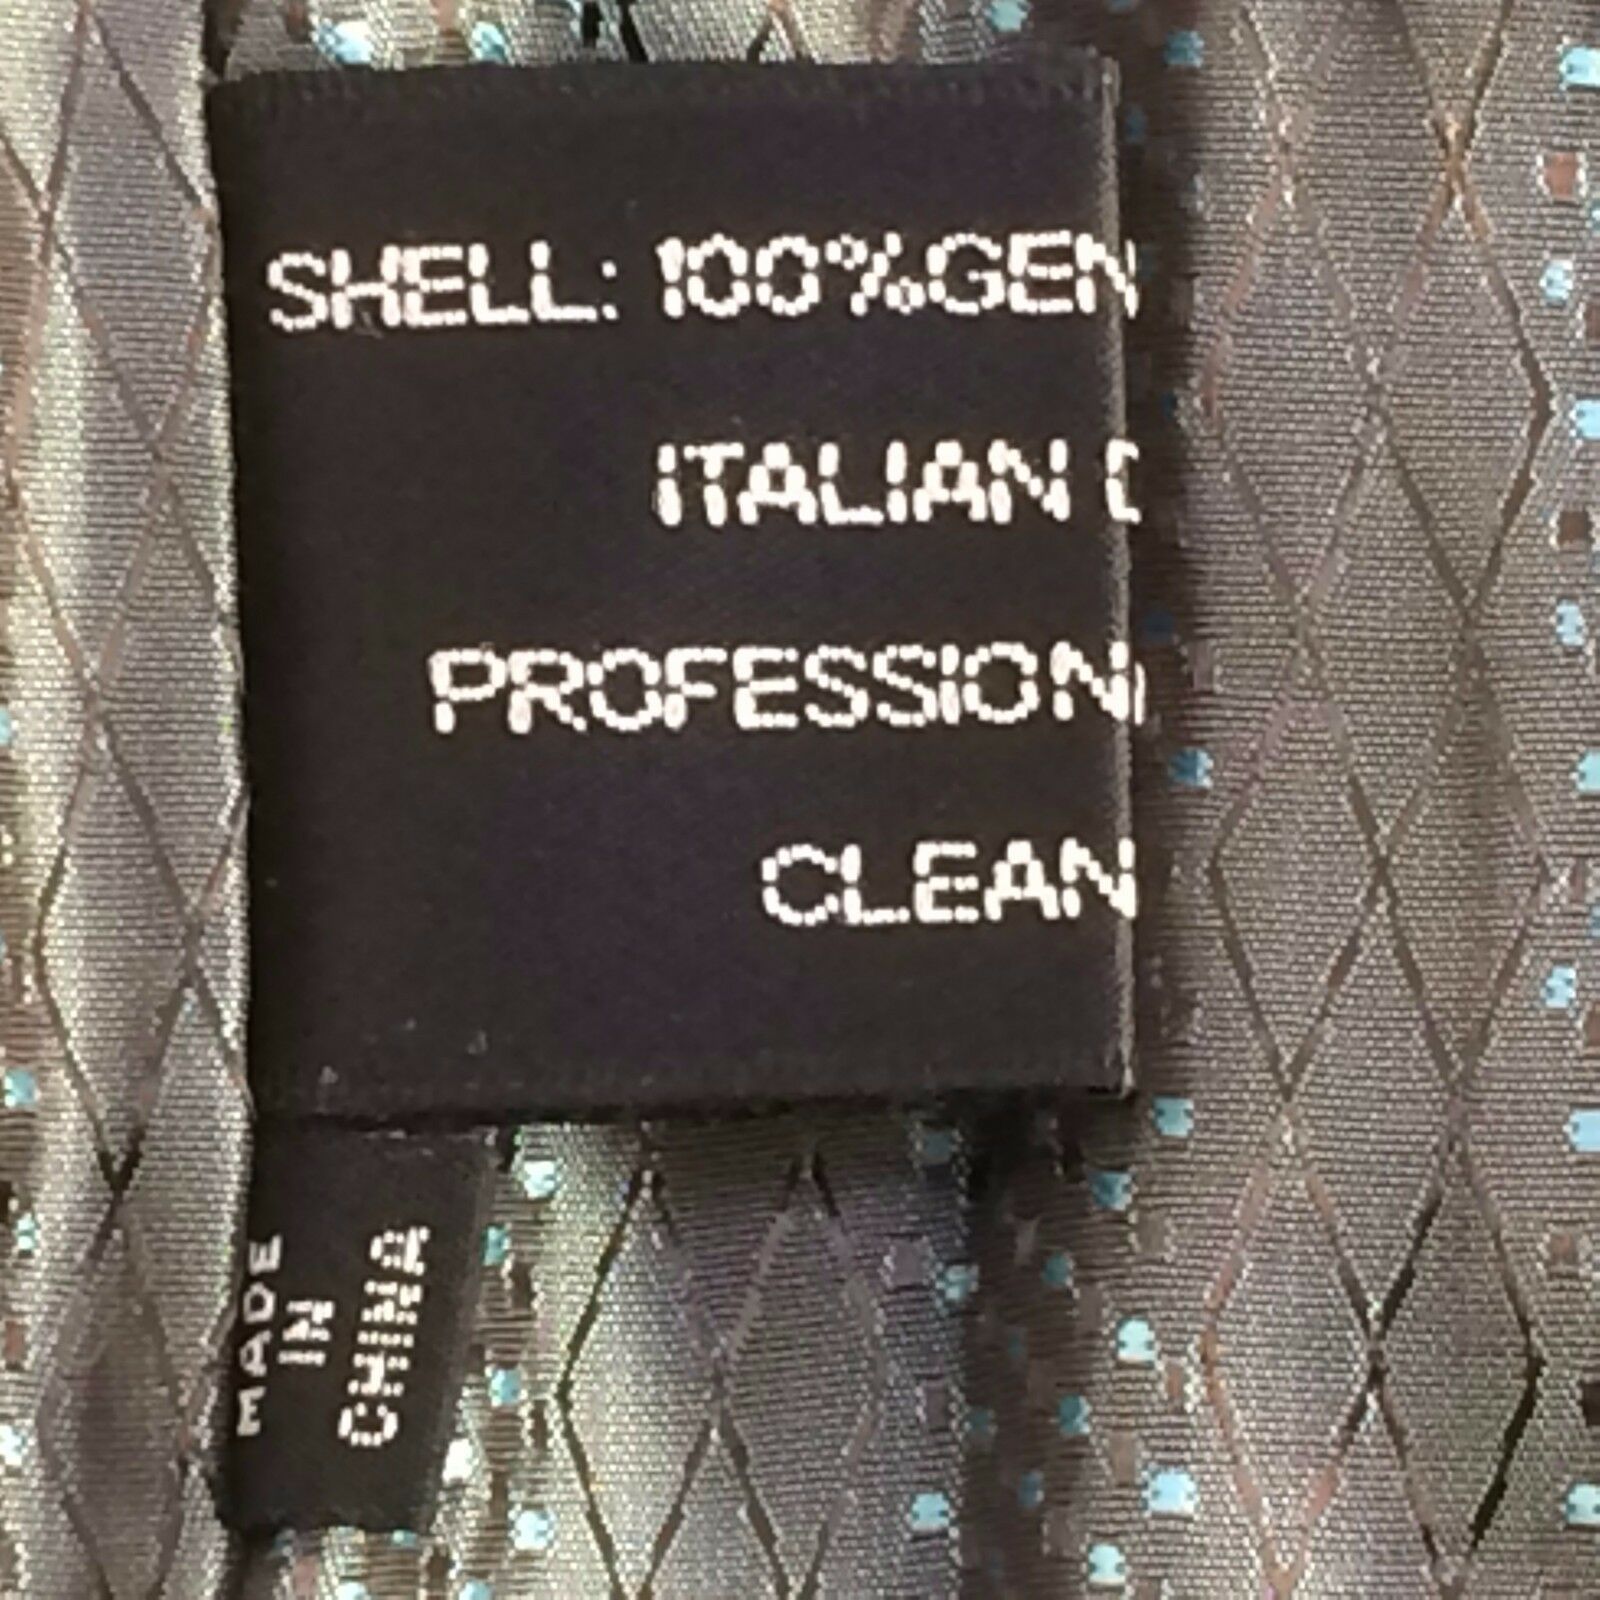 SHELL: 100%GEN
ITALIAN
PROFESSION
CLEAN
MADE
IN
CHINA